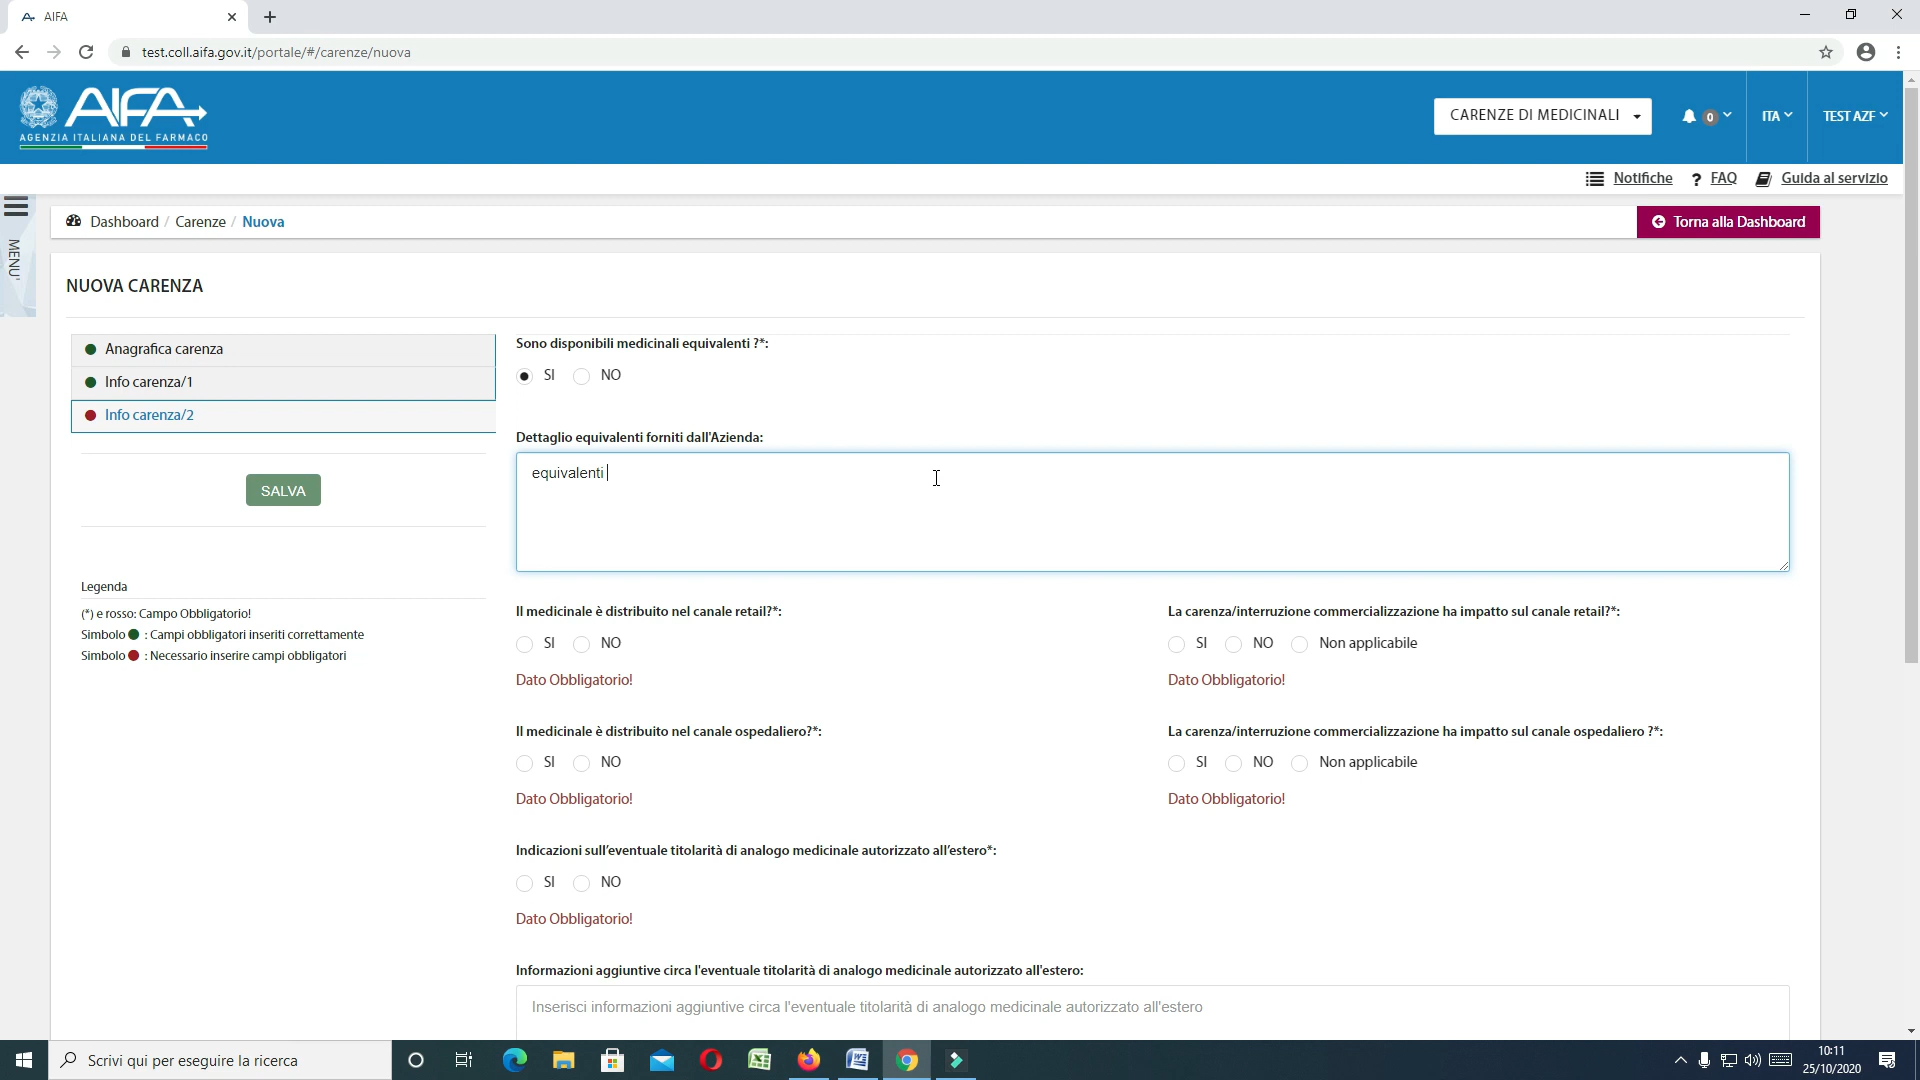 AIFA
test.coll.aifa.gov.it/portale/#/carenze/nuova
AIFA
AGENZIA ITALIANA DEL FARMACO
CARENZE DI MEDICINALI
0
ITA
TEST AZF
Notifiche
? FAQ
Guida al servizio
MENU'
Dashboard / Carenze / Nuova
Torna alla Dashboard
NUOVA CARENZA
Anagrafica carenza
Info carenza/1
Info carenza/2
SALVA
Legenda
(*) e rosso: Campo Obbligatorio!
Simbolo : Campi obbligatori inseriti correttamente
Simbolo : Necessario inserire campi obbligatori
Sono disponibili medicinali equivalenti ?*:
SI NO
Dettaglio equivalenti forniti dall'Azienda:
equivalenti
Il medicinale è distribuito nel canale retail?*:
SI NO
Dato Obbligatorio!
La carenza/interruzione commercializzazione ha impatto sul canale retail?*:
SI NO Non applicabile
Dato Obbligatorio!
Il medicinale è distribuito nel canale ospedaliero?*:
SI NO
Dato Obbligatorio!
La carenza/interruzione commercializzazione ha impatto sul canale ospedaliero ?*:
SI NO Non applicabile
Dato Obbligatorio!
Indicazioni sull'eventuale titolarità di analogo medicinale autorizzato all'estero*:
SI NO
Dato Obbligatorio!
Informazioni aggiuntive circa l'eventuale titolarità di analogo medicinale autorizzato all'estero:
Inserisci informazioni aggiuntive circa l'eventuale titolarità di analogo medicinale autorizzato all'estero
Scrivi qui per eseguire la ricerca
10:11
25/10/2020